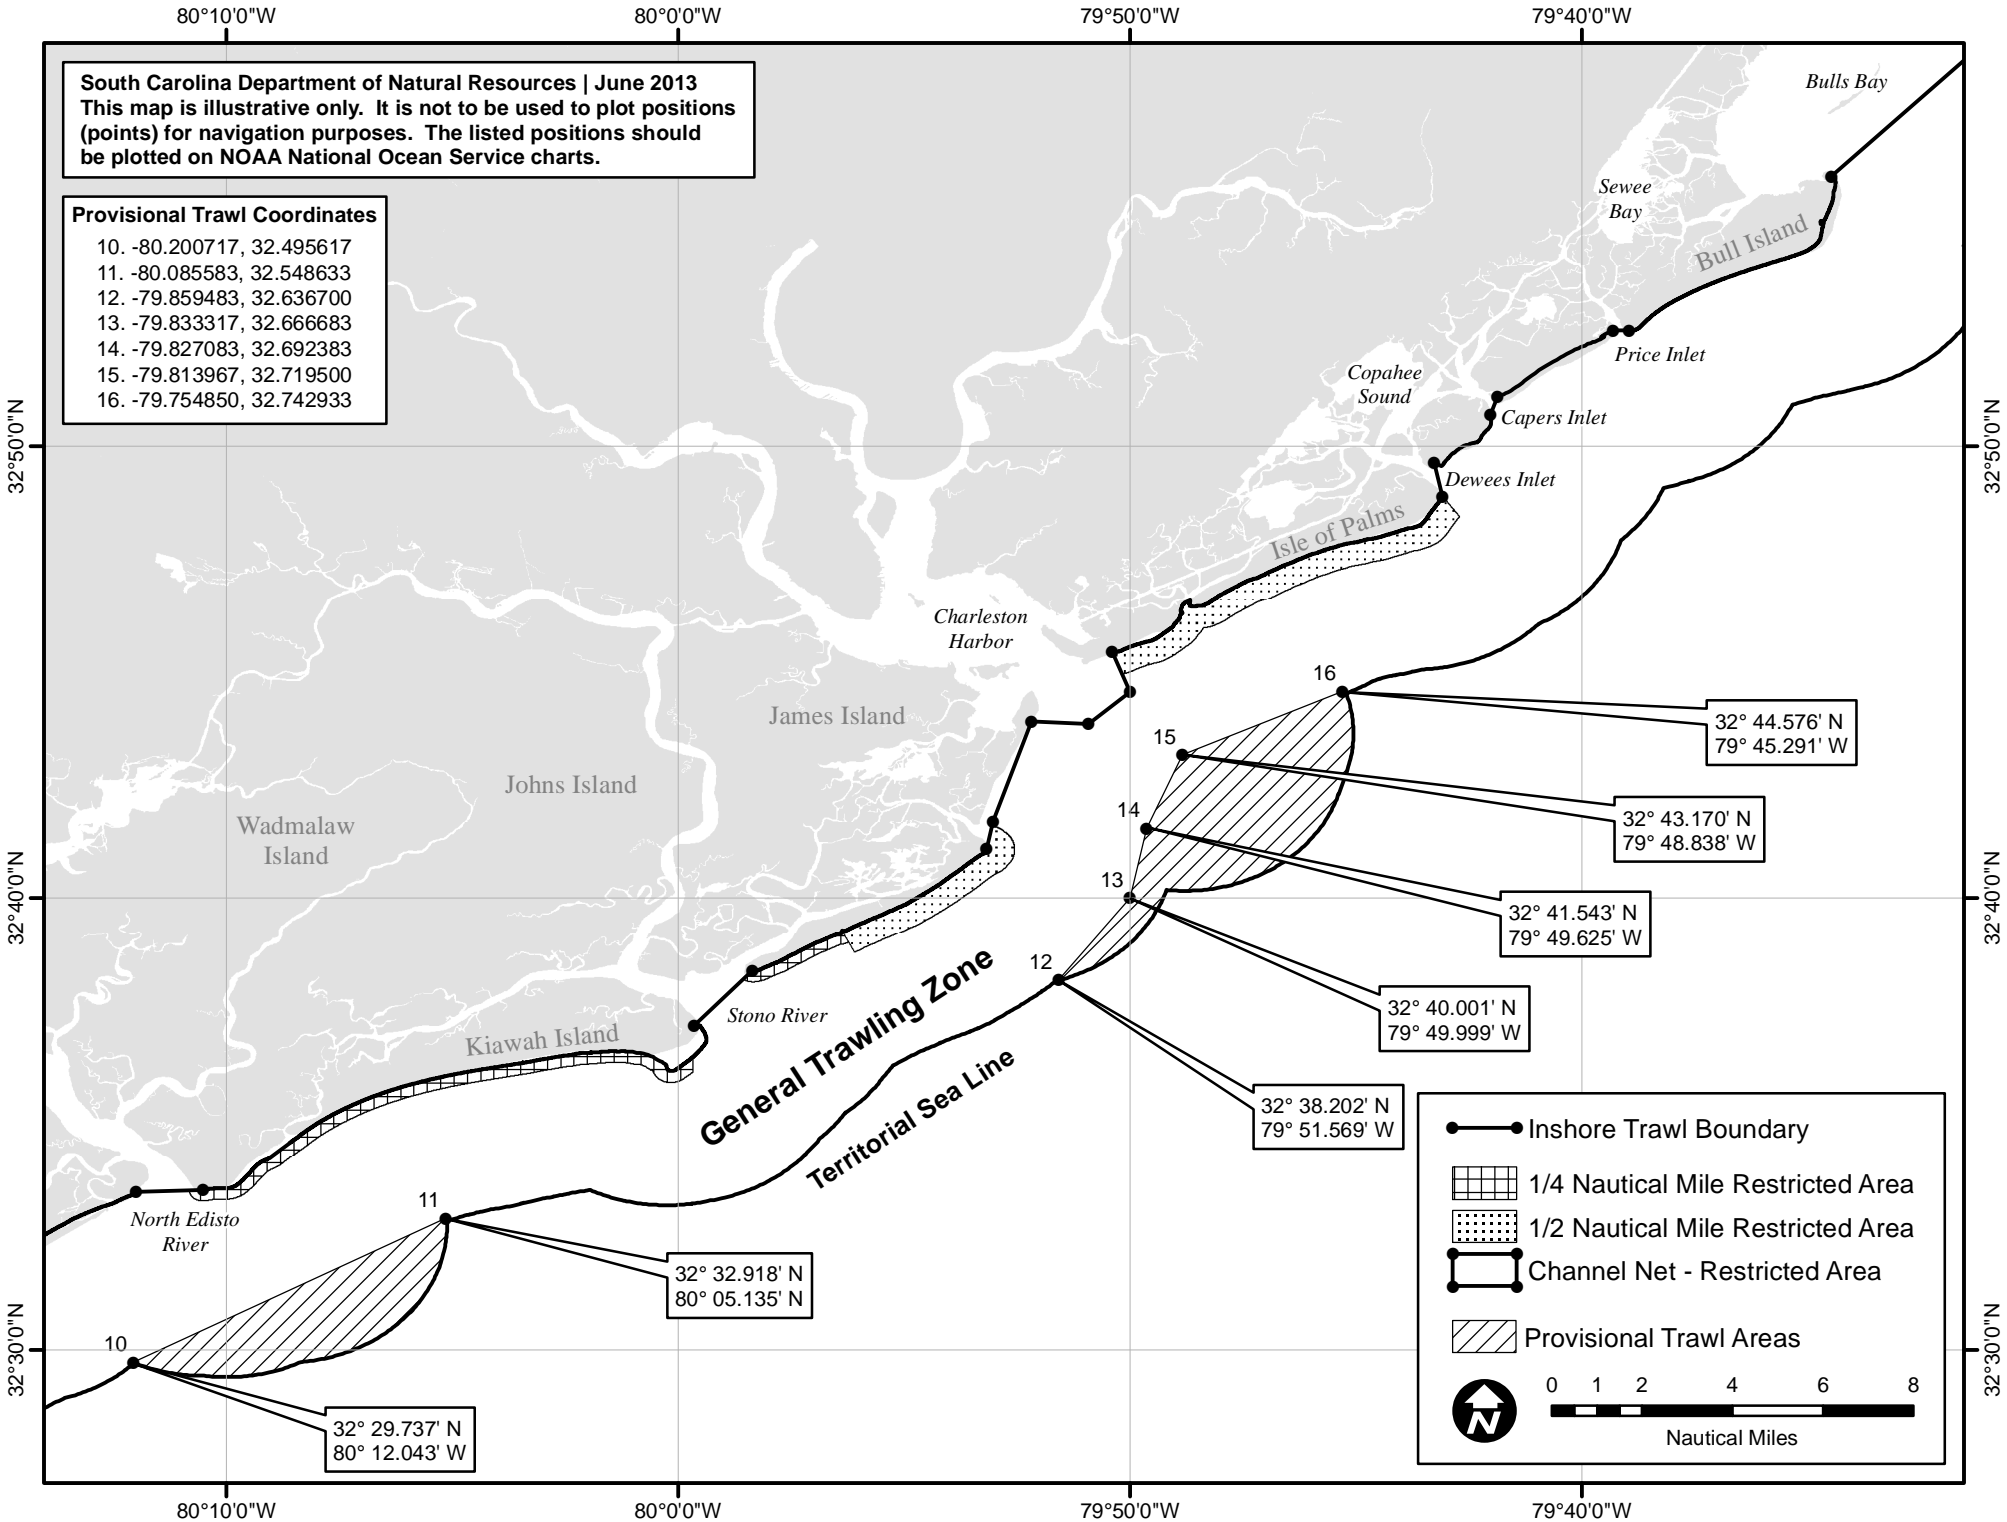 80°10'0"W
80°0'0"W
79°50'0"W
79°40'0"W
South Carolina Department of Natural Resources | June 2013
This map is illustrative only.  It is not to be used to plot positions
(points) for navigation purposes.  The listed positions should
be plotted on NOAA National Ocean Service charts.
Provisional Trawl Coordinates
10. -80.200717, 32.495617
11. -80.085583, 32.548633
12. -79.859483, 32.636700
13. -79.833317, 32.666683
14. -79.827083, 32.692383
15. -79.813967, 32.719500
16. -79.754850, 32.742933
Bulls Bay
Sewee
Bay
Bull Island
Price Inlet
Copahee
Sound
Capers Inlet
32°50'0"N
32°50'0"N
Dewees Inlet
Isle of Palms
Charleston
Harbor
James Island
Johns Island
Wadmalaw
Island
16
32° 44.576' N
79° 45.291' W
15
32° 43.170' N
79° 48.838' W
14
32° 41.543' N
79° 49.625' W
32°40'0"N
32°40'0"N
13
32° 40.001' N
79° 49.999' W
12
32° 38.202' N
79° 51.569' W
General Trawling Zone
Territorial Sea Line
Stono River
Kiawah Island
North Edisto
River
11
32° 32.918' N
80° 05.135' N
10
32° 29.737' N
80° 12.043' W
32°30'0"N
32°30'0"N
Inshore Trawl Boundary
1/4 Nautical Mile Restricted Area
1/2 Nautical Mile Restricted Area
Channel Net - Restricted Area
Provisional Trawl Areas
N
0 1 2 4 6 8
Nautical Miles
80°10'0"W
80°0'0"W
79°50'0"W
79°40'0"W